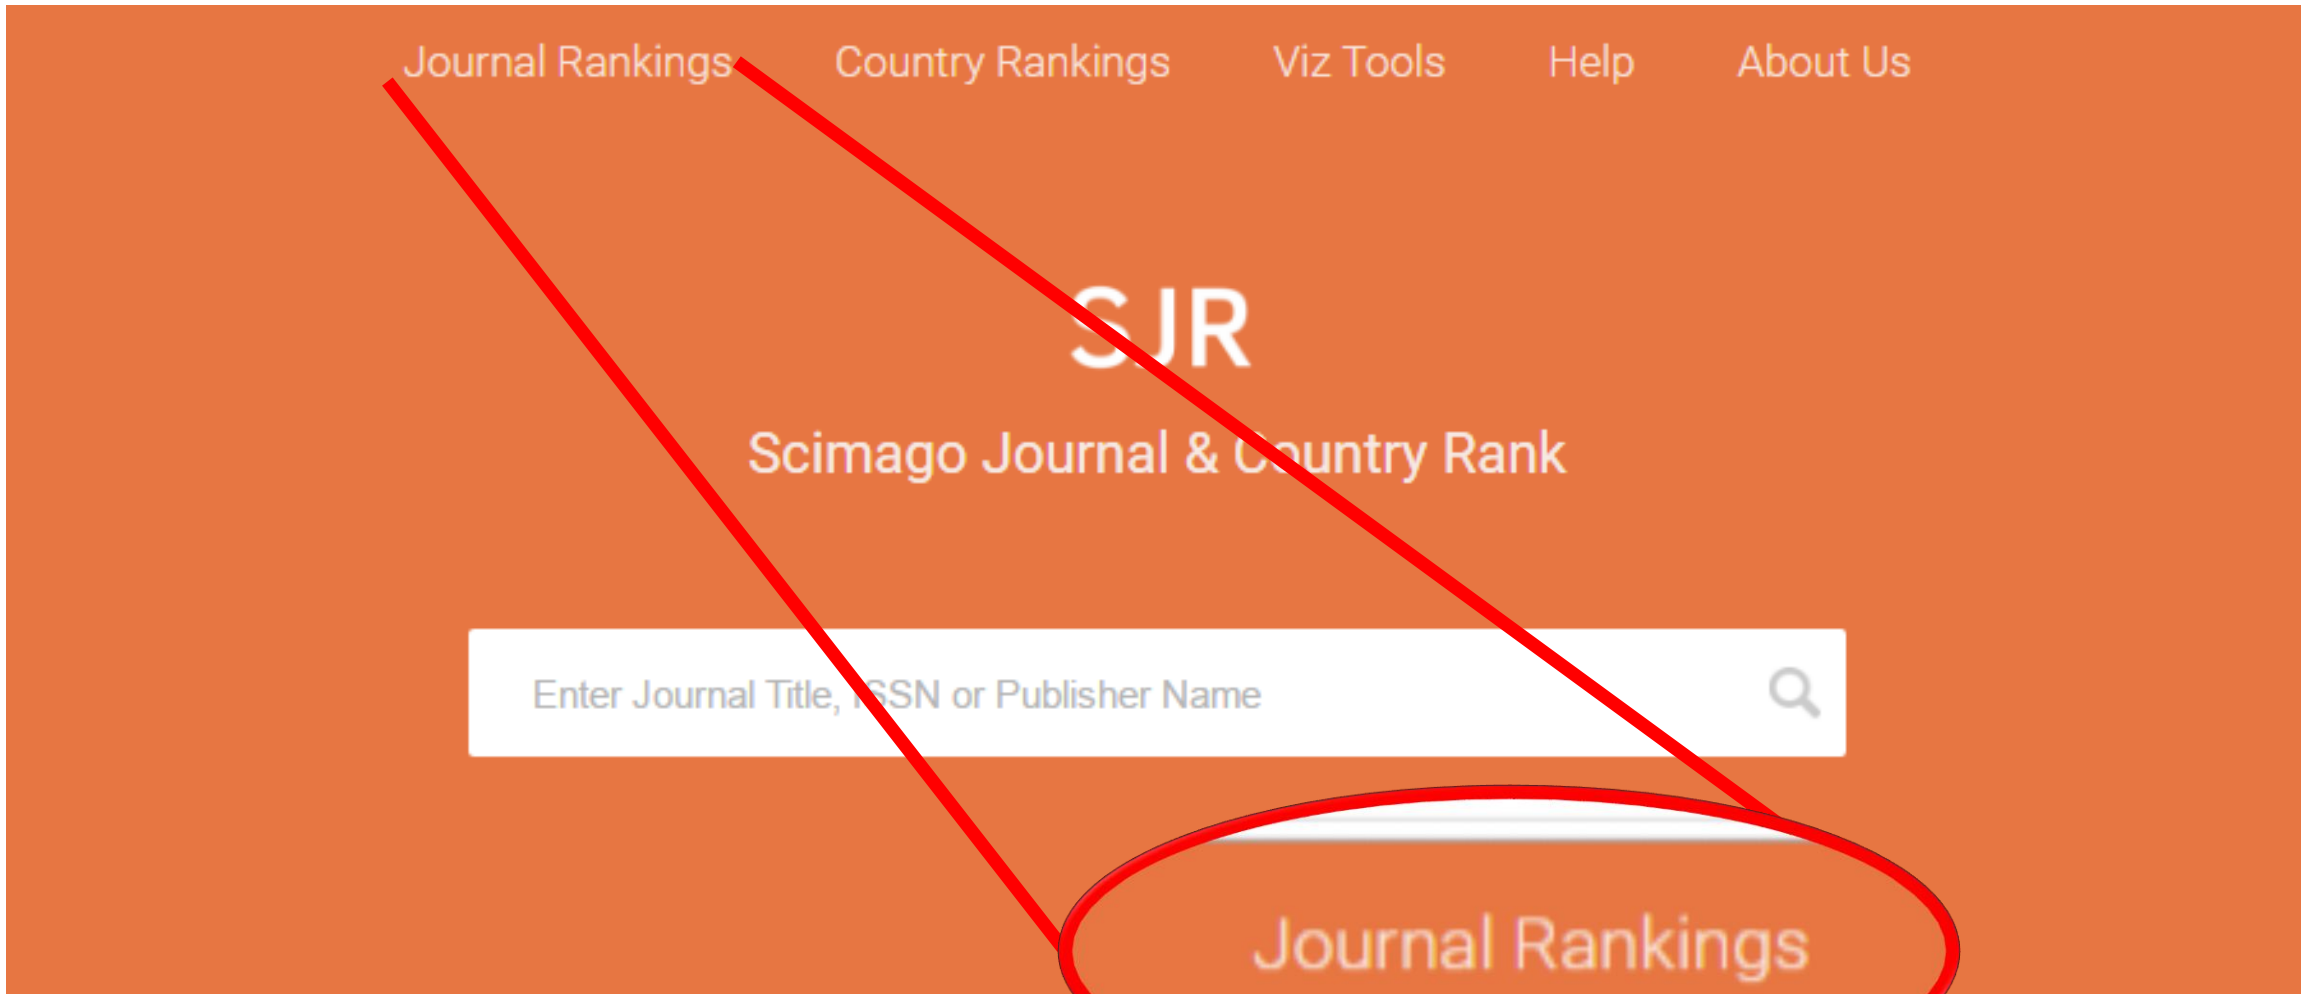 Journal Rankings Country Rankings Viz Tools Help About Us
SJR
Scimago Journal & Country Rank
Enter Journal Title, ISSN or Publisher Name
Journal Rankings